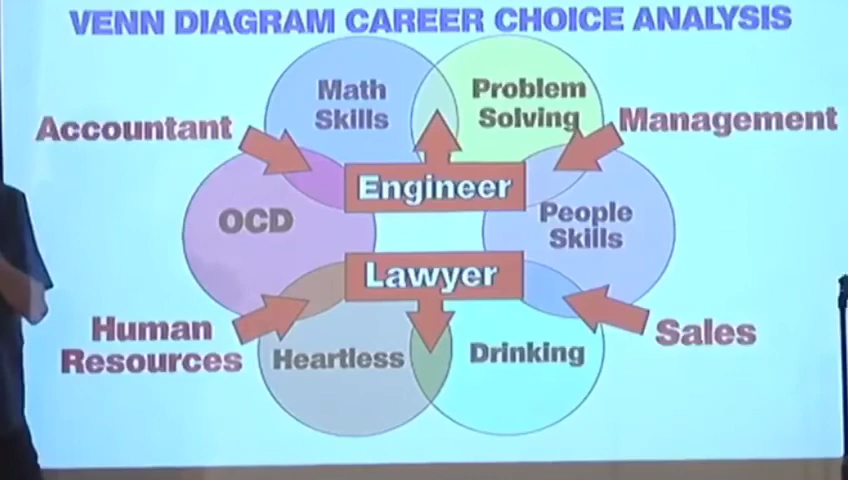 VENN DIAGRAM CAREER CHOICE ANALYSIS
Math
Skills
Problem
Solving
Accountant
Management
Engineer
OCD
People
Skills
Lawyer
Human
Resources
Heartless
Drinking
Sales